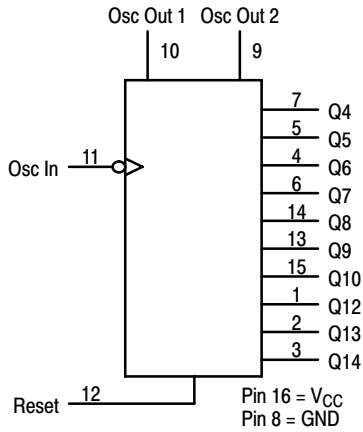 Osc Out 1 Osc Out 2
10 9
7 Q4
5 Q5
4 Q6
Osc In 11
6 Q7
14 Q8
13 Q9
15 Q10
1 Q12
2 Q13
3 Q14
Reset 12
Pin 16 = VCC
Pin 8 = GND